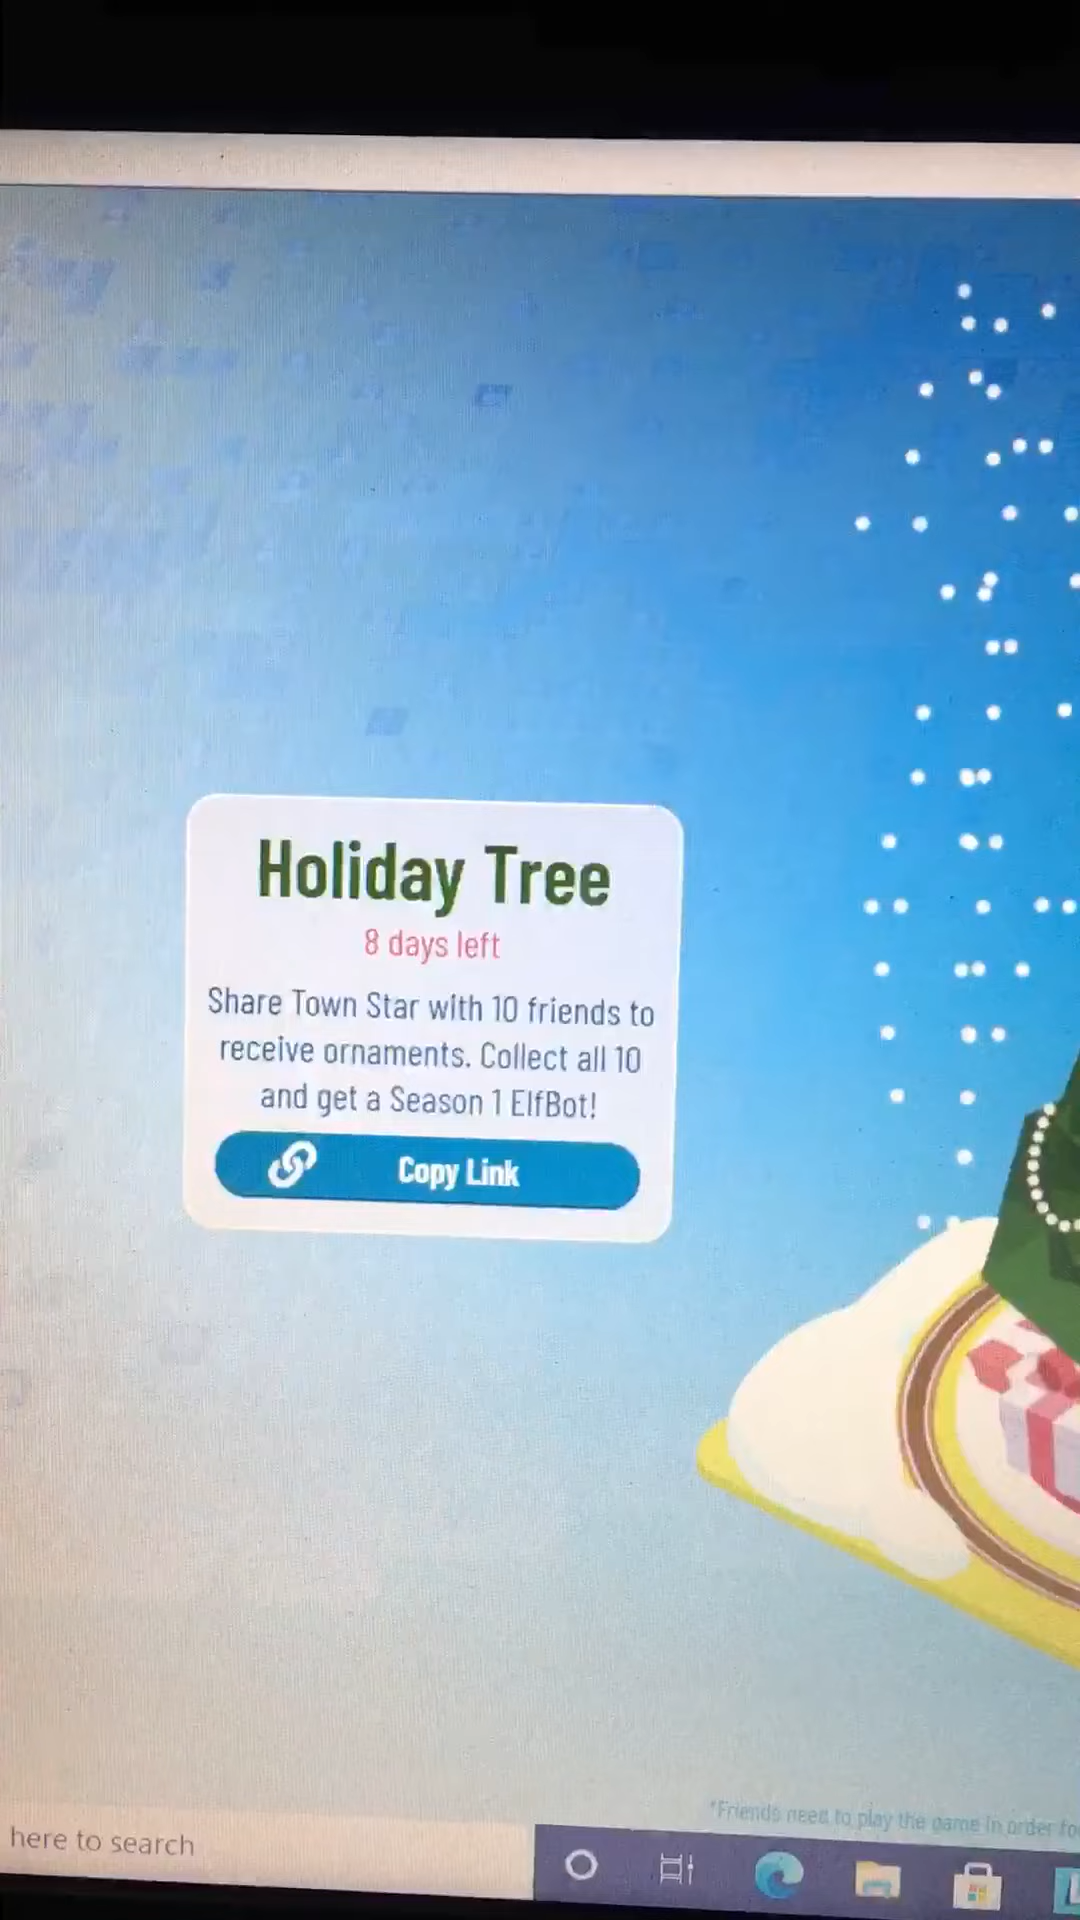 Holiday Tree
8 days left
Share Town Star with 10 friends to
receive ornaments. Collect all 10
and get a Season 1 ElfBot!
Copy Link
*Friends need to play the game in order
here to search